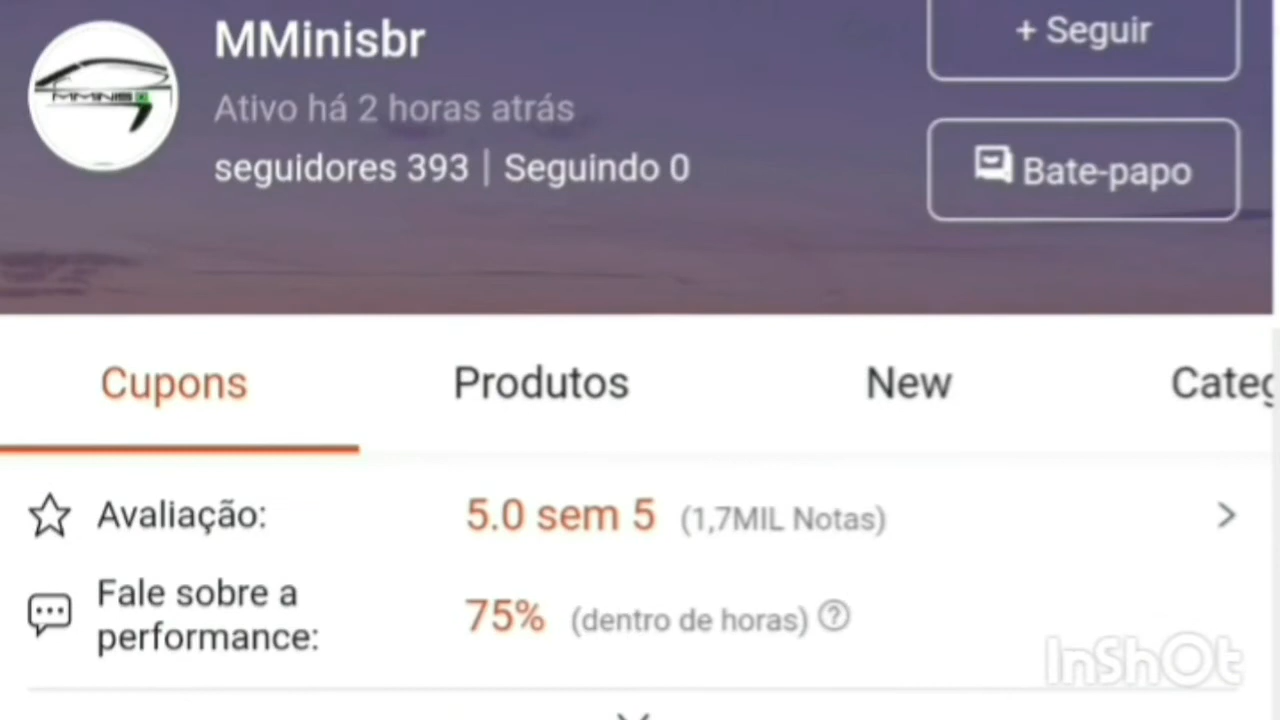 MMinisbr
+ Seguir
Ativo há 2 horas atrás
seguidores 393 | Seguindo 0
Bate-papo
MMINIS
Cupons
Produtos
New
Categ
Avaliação:
5.0 sem 5 (1,7MIL Notas)
Fale sobre a
performance:
75% (dentro de horas)
InShOt